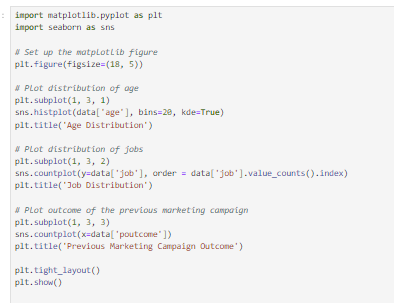 import matplotlib.pyplot as plt
import seaborn as sns
# Set up the matplotlib figure
plt.figure(figsize=(18, 5))
# Plot distribution of age
plt.subplot(1, 3, 1)
sns.histplot(data['age'], bins=20, kde=True)
plt.title('Age Distribution')
# Plot distribution of jobs
plt.subplot(1, 3, 2)
sns.countplot(y=data['job'], order = data['job'].value_counts().index)
plt.title('Job Distribution')
# Plot outcome of the previous marketing campaign
plt.subplot(1, 3, 3)
sns.countplot(x=data['poutcome'])
plt.title('Previous Marketing Campaign Outcome')
plt.tight_layout()
plt.show()